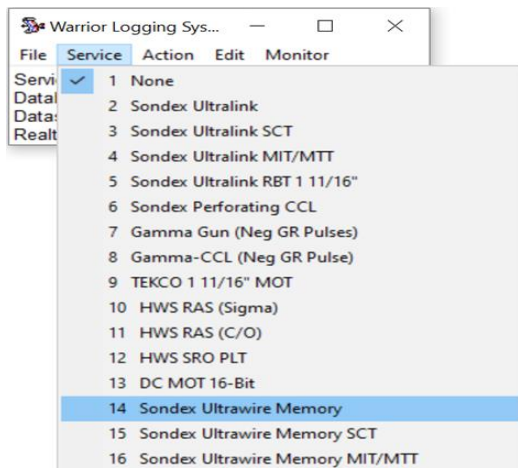 Warrior Logging Sys...
File Service Action Edit Monitor
Servi
Datal
Data
Realt
1 None
2 Sondex Ultralink
3 Sondex Ultralink SCT
4 Sondex Ultralink MIT/MTT
5 Sondex Ultralink RBT 1 11/16"
6 Sondex Perforating CCL
7 Gamma Gun (Neg GR Pulses)
8 Gamma-CCL (Neg GR Pulse)
9 TEKCO 1 11/16" MOT
10 HWS RAS (Sigma)
11 HWS RAS (C/O)
12 HWS SRO PLT
13 DC MOT 16-Bit
14 Sondex Ultrawire Memory
15 Sondex Ultrawire Memory SCT
16 Sondex Ultrawire Memory MIT/MTT